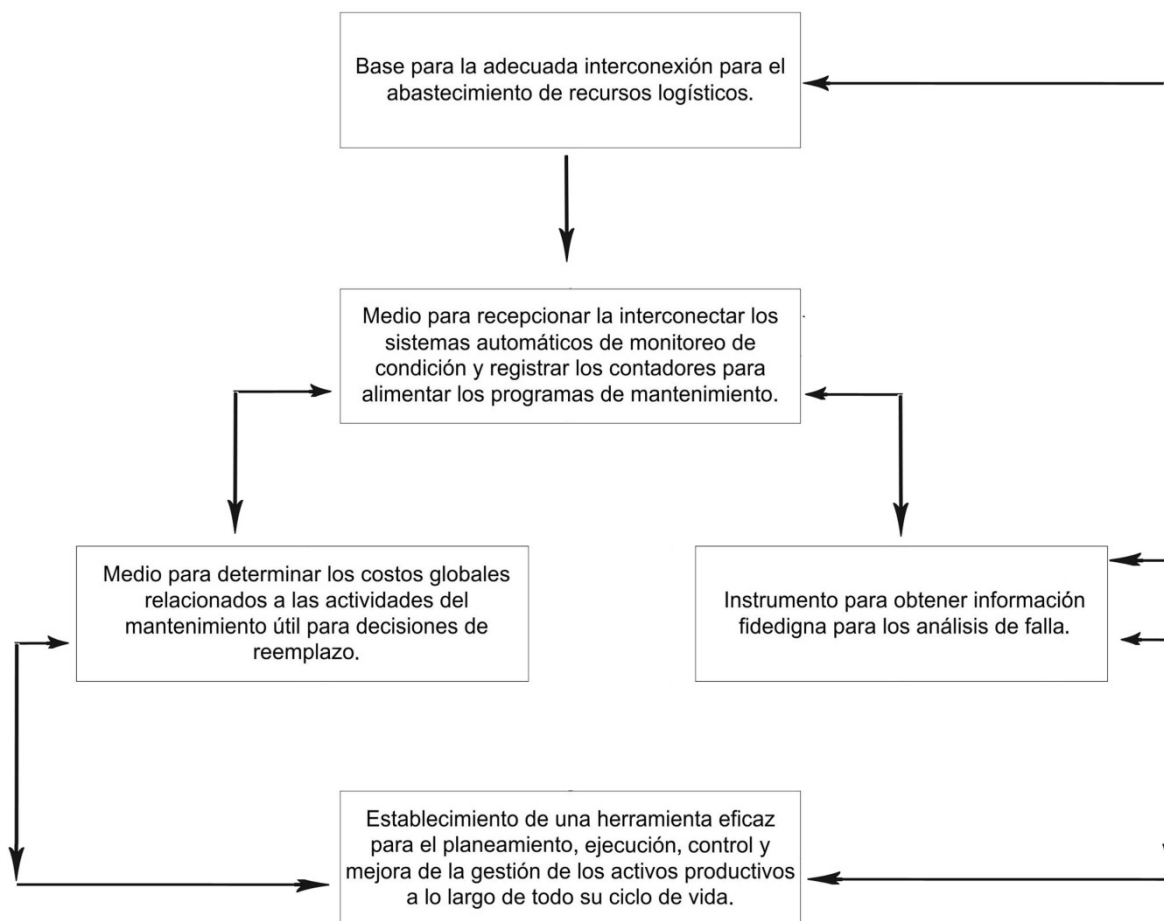 Base para la adecuada interconexión para el
abastecimiento de recursos logísticos.
Medio para recepcionar la interconectar los
sistemas automáticos de monitoreo de
condición y registrar los contadores para
alimentar los programas de mantenimiento.
Medio para determinar los costos globales
relacionados a las actividades del
mantenimiento útil para decisiones de
reemplazo.
Instrumento para obtener información
fidedigna para los análisis de falla.
Establecimiento de una herramienta eficaz
para el planeamiento, ejecución, control y
mejora de la gestión de los activos productivos
a lo largo de todo su ciclo de vida.